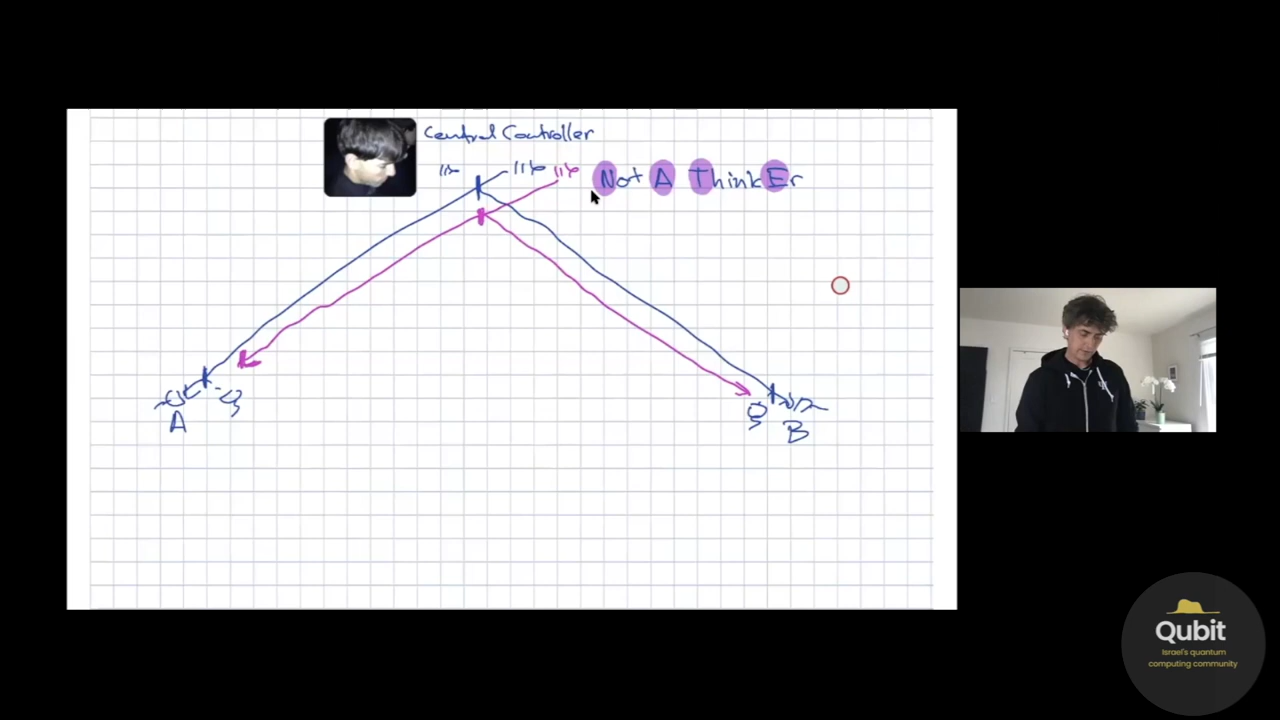 Central Controller
Not A ThinkEr
A
B
Qubit
Israel's quantum
computing community